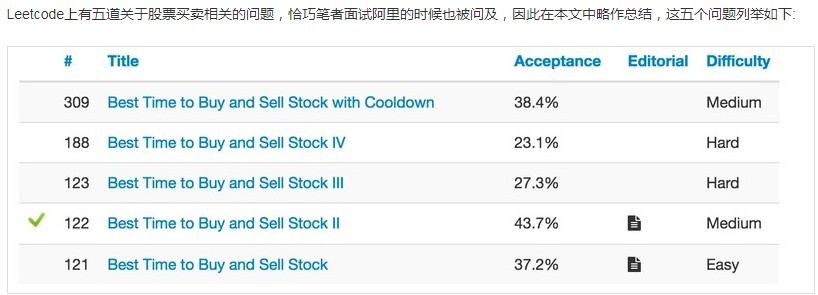 Leetcode上有五道关于股票买卖相关的问题，恰巧笔者面试阿里的时候也被问及，因此在本文中略作总结，这五个问题列举如下:
# Title Acceptance Editorial Difficulty
309 Best Time to Buy and Sell Stock with Cooldown 38.4% Medium
188 Best Time to Buy and Sell Stock IV 23.1% Hard
123 Best Time to Buy and Sell Stock III 27.3% Hard
122 Best Time to Buy and Sell Stock II 43.7% Medium
121 Best Time to Buy and Sell Stock 37.2% Easy